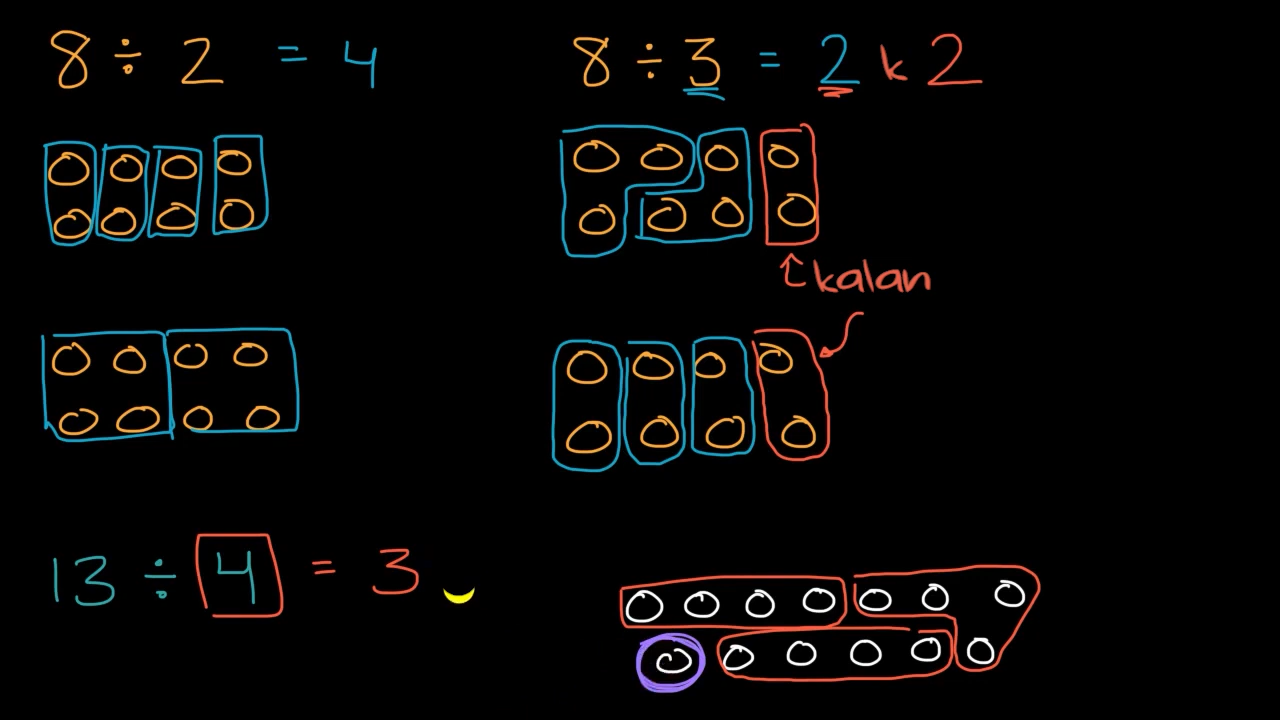 8 ÷ 2 = 4
8 ÷ 3 = 2 k 2
kalan
13 ÷ 4 = 3